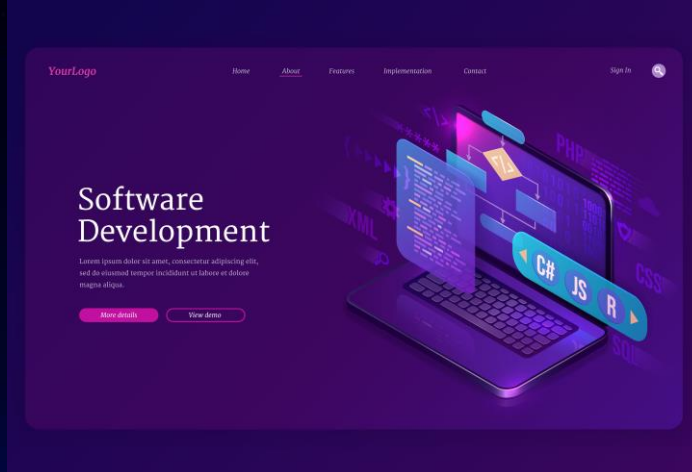 YourLogo
Home About Features Implementation Contact Sign In
Software
Development
Lorem ipsum dolor sit amet, consectetur adipiscing elit,
sed do eiusmod tempor incididunt ut labore et dolore
magna aliqua.
More details View demo
</>
PHP
</>
XML
C# JS R
CSS
SQL